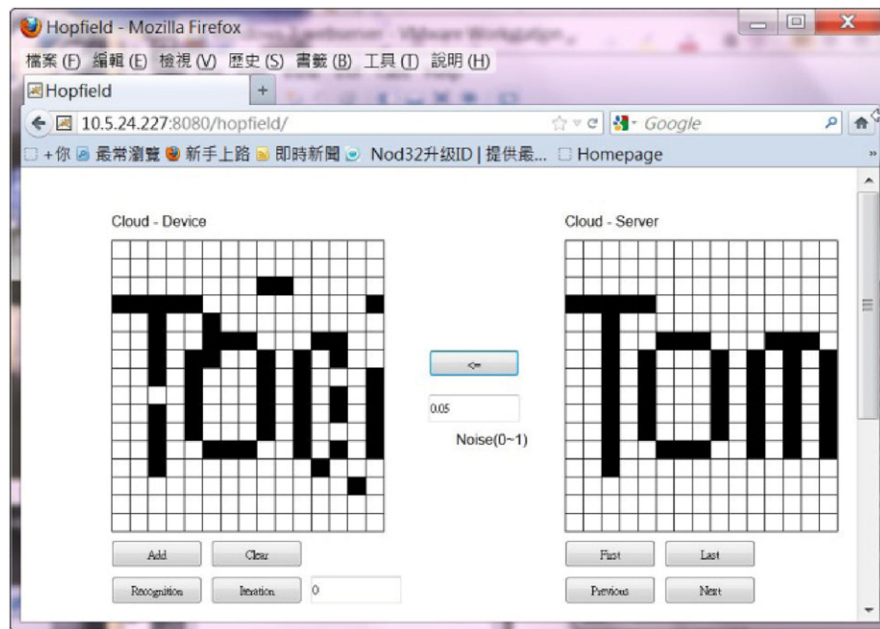 Hopfield - Mozilla Firefox
檔案 (F) 編輯 (E) 檢視 (V) 歷史 (S) 書籤 (B) 工具 (T) 說明 (H)
Hopfield +
10.5.24.227:8080/hopfield/ Google
+你 最常瀏覽 新手上路 即時新聞 Nod32升级ID | 提供最... Homepage »
Cloud - Device
Cloud - Server
Tom
<=
0.05
Noise(0~1)
Add Clear
First Last
Recognition Iteration 0
Previous Next